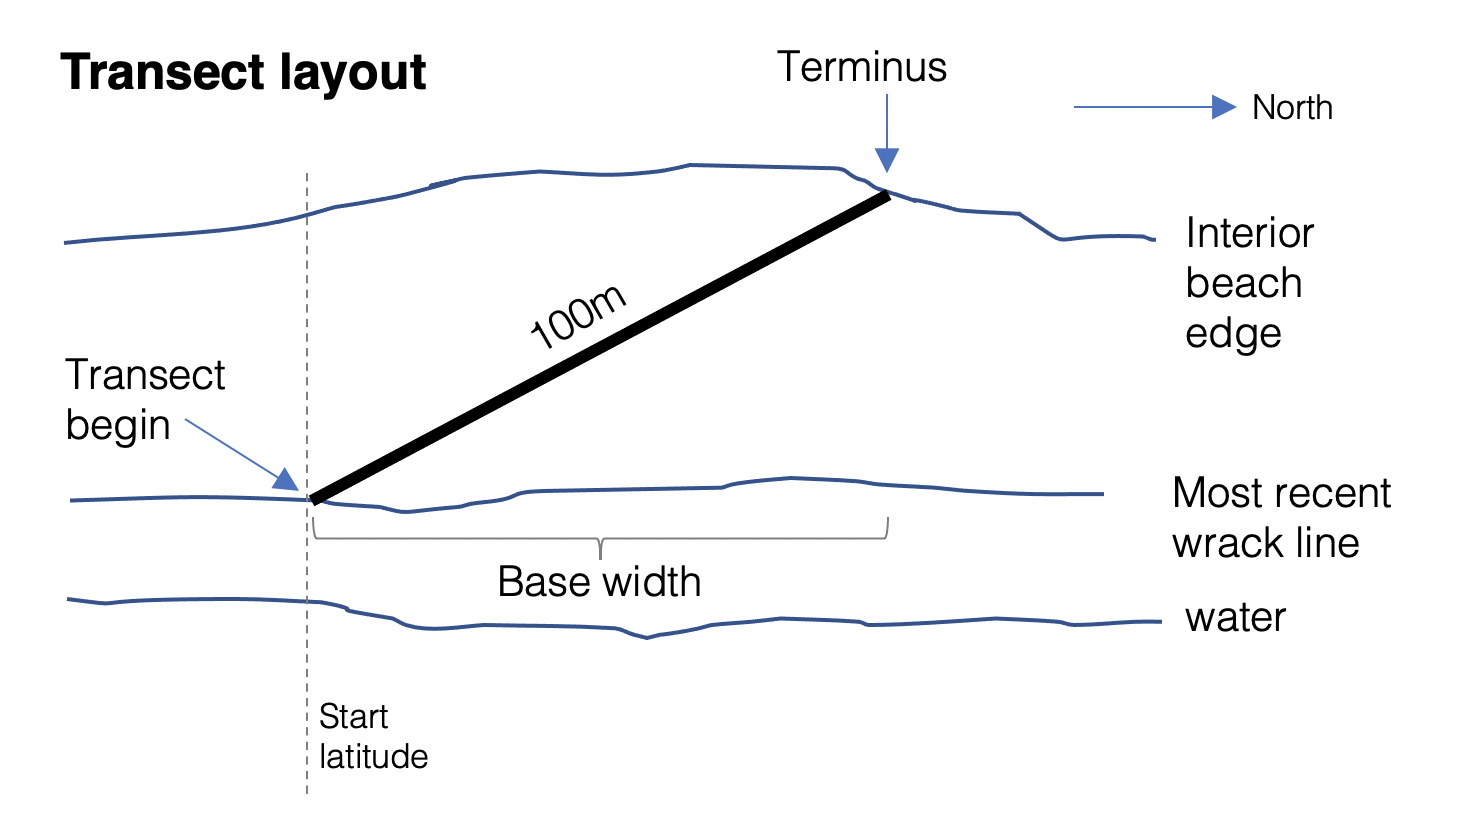 Transect layout
Terminus
North
Interior
beach
edge
100m
Transect
begin
Most recent
wrack line
Base width
water
Start
latitude